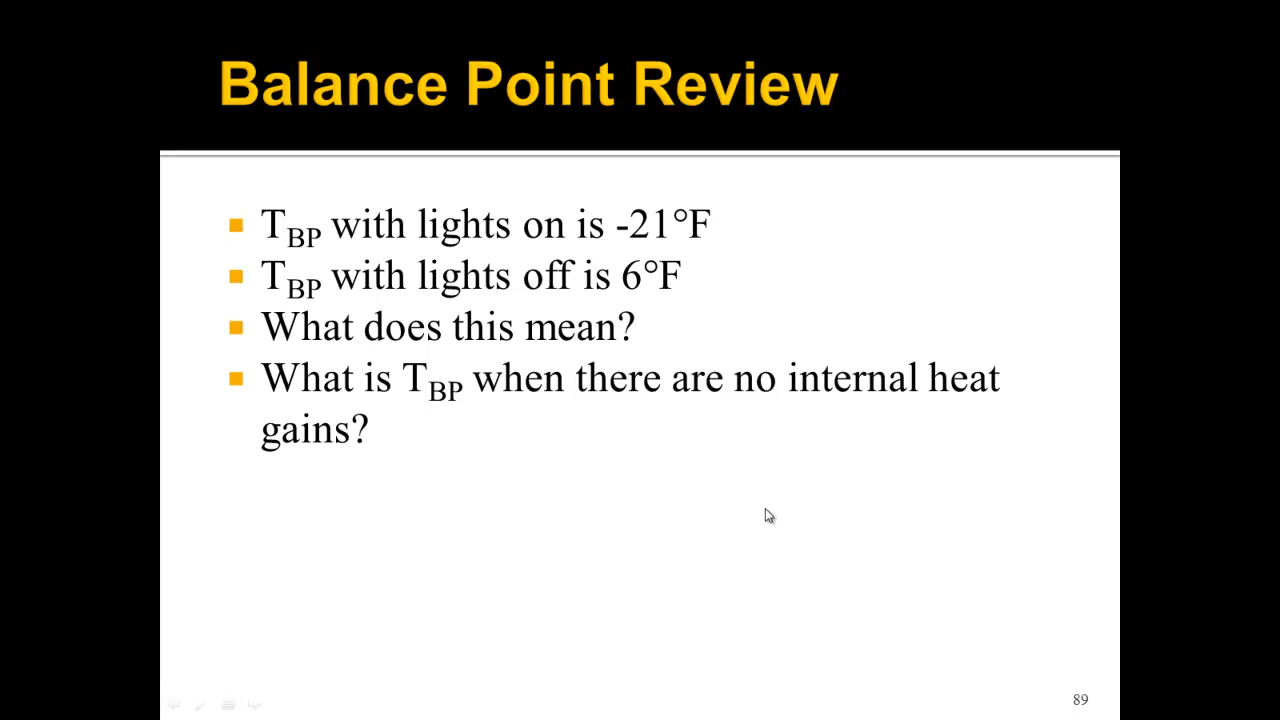 Balance Point Review
T_BP with lights on is -21°F
T_BP with lights off is 6°F
What does this mean?
What is T_BP when there are no internal heat
gains?
89